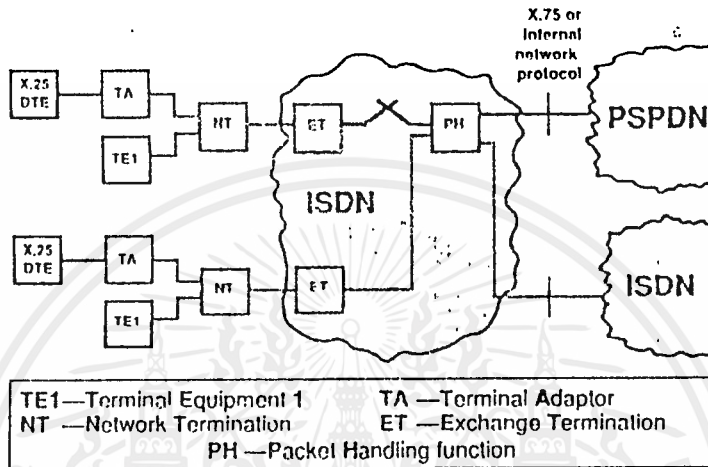 X.75 or
Internal
network
protocol
X.25
DTE
TA
NT
ET
PH
PSPDN
TE1
ISDN
X.25
DTE
TA
NT
ET
ISDN
TE1
TE1—Terminal Equipment 1
TA—Terminal Adaptor
NT—Network Termination
ET—Exchange Termination
PH—Packet Handling function